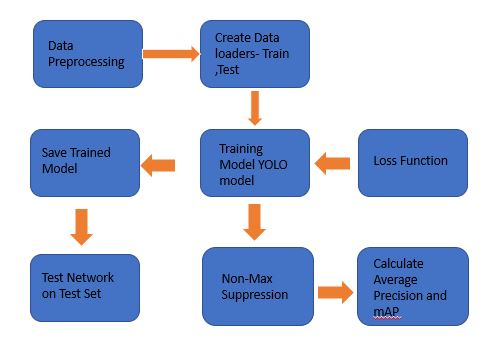 Data
Preprocessing
Create Data
loaders- Train
,Test
Save Trained
Model
Training
Model YOLO
model
Loss Function
Test Network
on Test Set
Non-Max
Suppression
Calculate
Average
Precision and
mAP